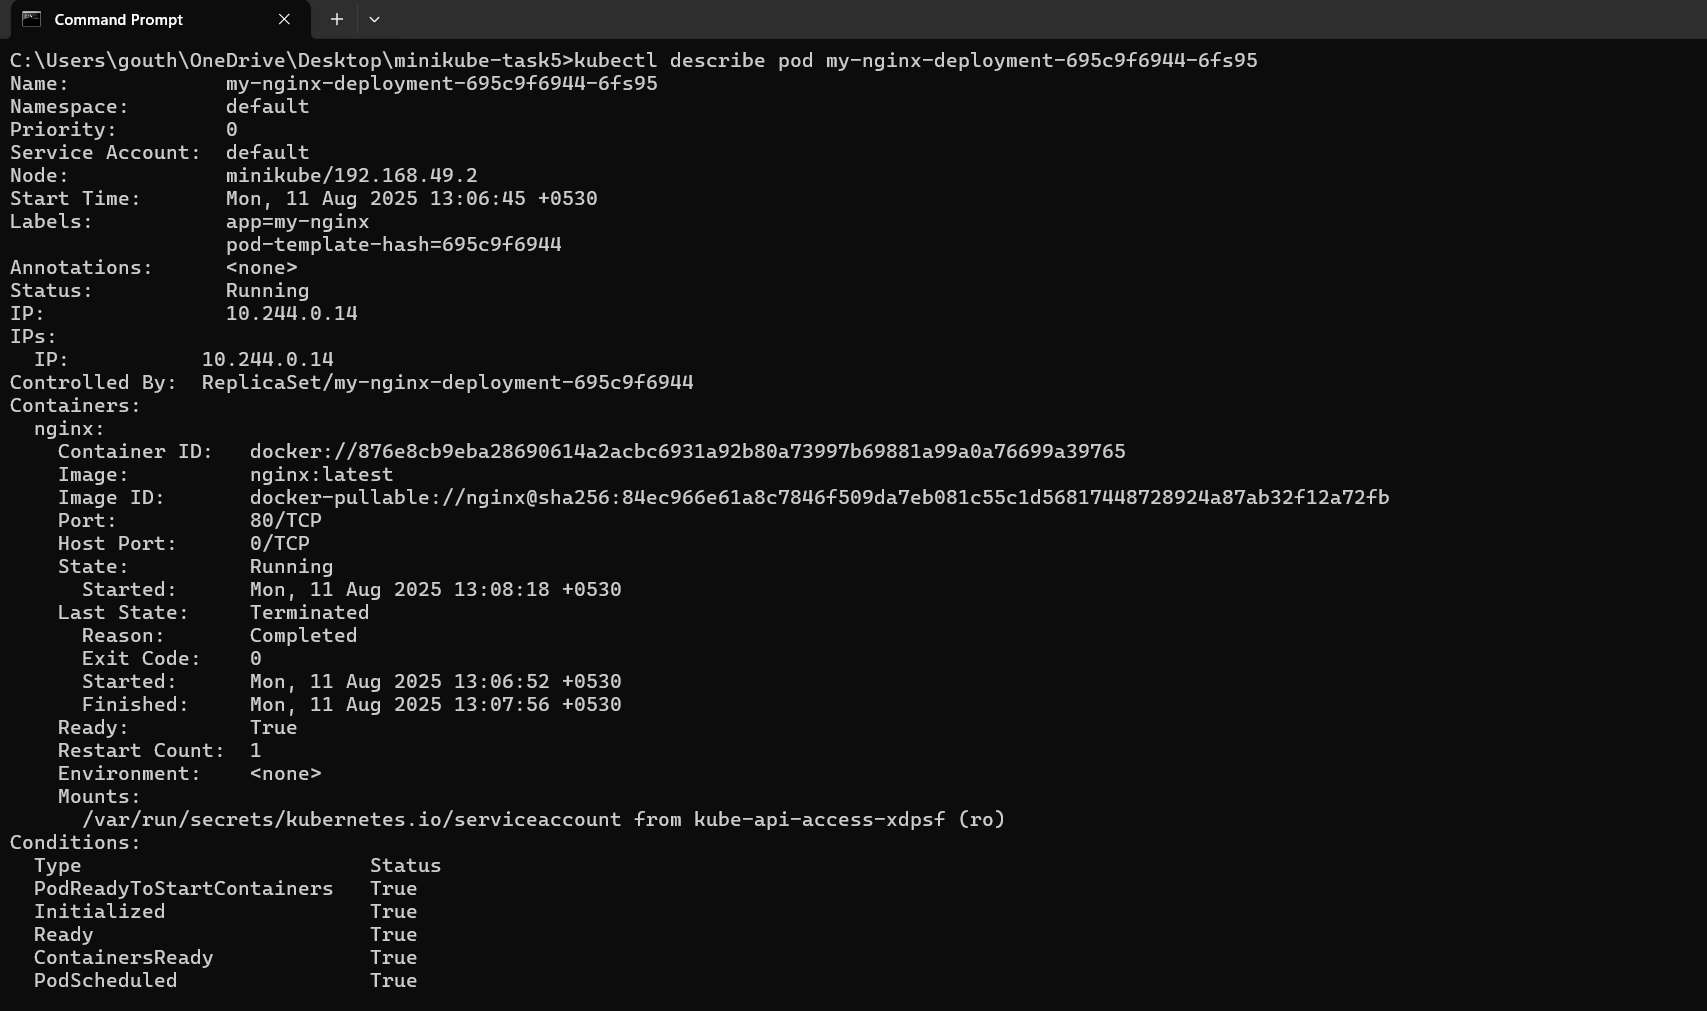 Command Prompt
C:\Users\gouth\OneDrive\Desktop\minikube-task5>kubectl describe pod my-nginx-deployment-695c9f6944-6fs95
Name:             my-nginx-deployment-695c9f6944-6fs95
Namespace:        default
Priority:         0
Service Account:  default
Node:             minikube/192.168.49.2
Start Time:       Mon, 11 Aug 2025 13:06:45 +0530
Labels:           app=my-nginx
                  pod-template-hash=695c9f6944
Annotations:      <none>
Status:           Running
IP:               10.244.0.14
IPs:
  IP:           10.244.0.14
Controlled By:  ReplicaSet/my-nginx-deployment-695c9f6944
Containers:
  nginx:
    Container ID:   docker://876e8cb9eba28690614a2acbc6931a92b80a73997b69881a99a0a76699a39765
    Image:          nginx:latest
    Image ID:       docker-pullable://nginx@sha256:84ec966e61a8c7846f509da7eb081c55c1d56817448728924a87ab32f12a72fb
    Port:           80/TCP
    Host Port:      0/TCP
    State:          Running
      Started:      Mon, 11 Aug 2025 13:08:18 +0530
    Last State:     Terminated
      Reason:       Completed
      Exit Code:    0
      Started:      Mon, 11 Aug 2025 13:06:52 +0530
      Finished:     Mon, 11 Aug 2025 13:07:56 +0530
    Ready:          True
    Restart Count:  1
    Environment:    <none>
    Mounts:
      /var/run/secrets/kubernetes.io/serviceaccount from kube-api-access-xdpsf (ro)
Conditions:
  Type                        Status
  PodReadyToStartContainers   True
  Initialized                 True
  Ready                       True
  ContainersReady             True
  PodScheduled                True